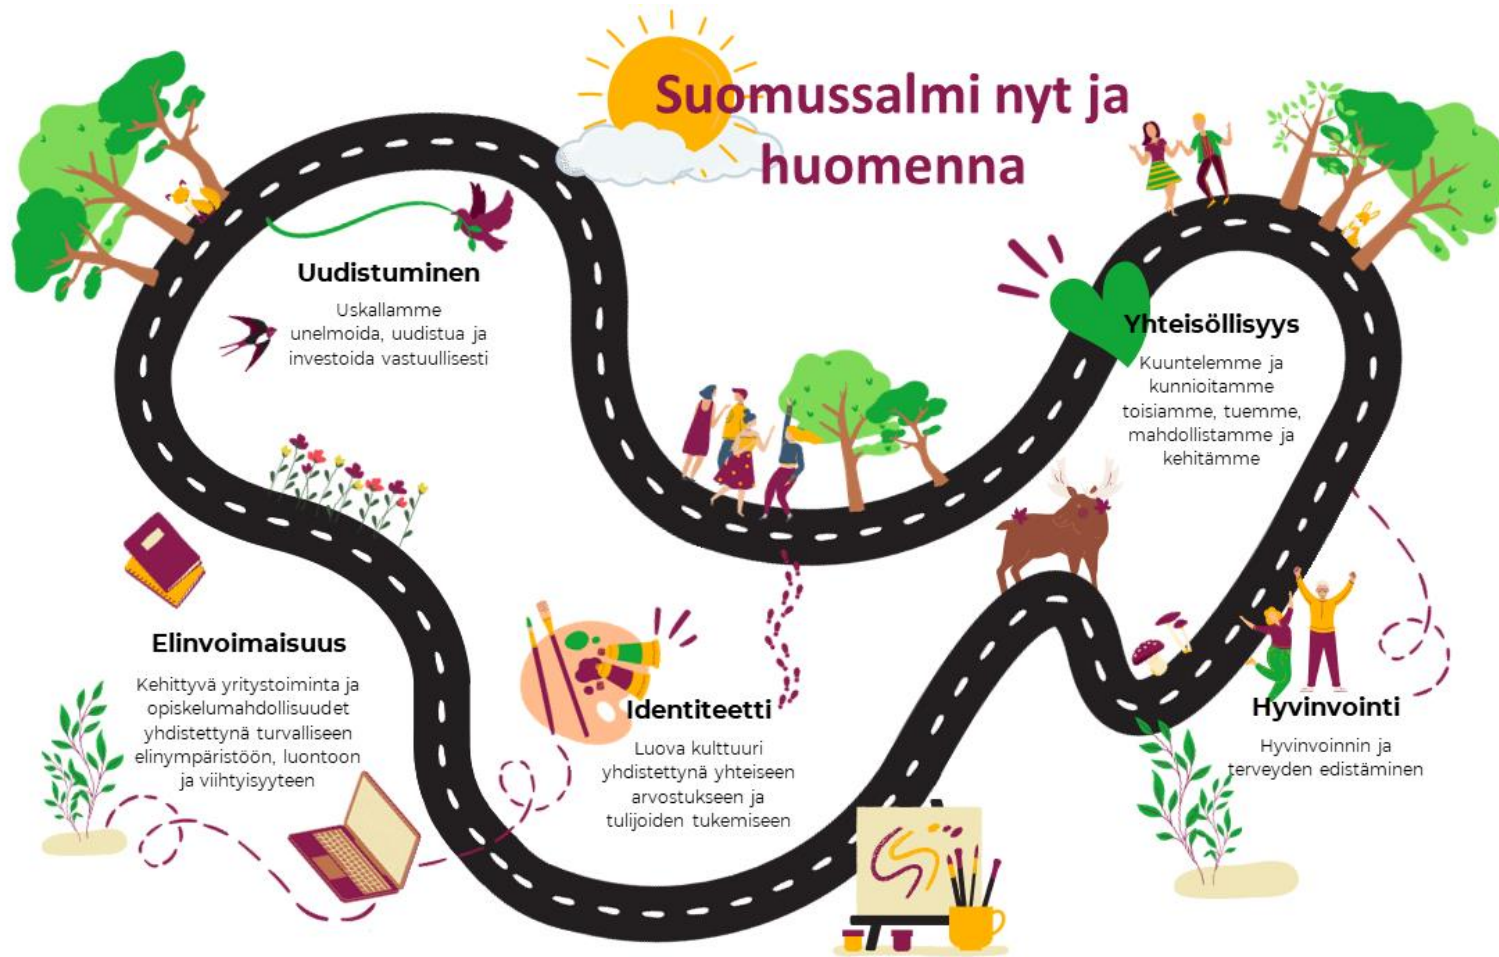 Suomussalmi nyt ja
huomenna
Uudistuminen
Uskallamme
unelmoida, uudistua ja
investoida vastuullisesti
Yhteisöllisyys
Kuuntelemme ja
kunnioitamme
toisiamme, tuemme,
mahdollistamme ja
kehitämme
Elinvoimaisuus
Kehittyvä yritystoiminta ja
opiskelumahdollisuudet
yhdistettynä turvalliseen
elinympäristöön, luontoon
ja viihtyisyyteen
Identiteetti
Luova kulttuuri
yhdistettynä yhteiseen
arvostukseen ja
tulijoiden tukemiseen
Hyvinvointi
Hyvinvoinnin ja
terveyden edistäminen